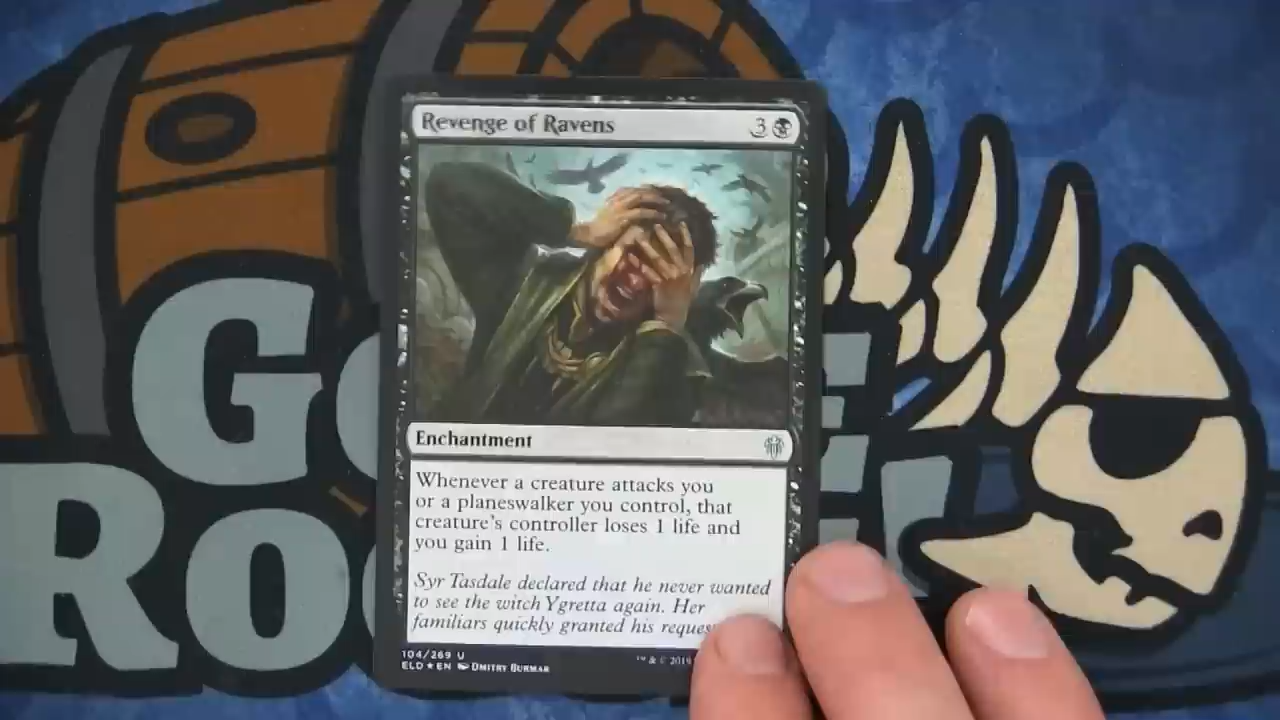 Revenge of Ravens 3
Enchantment
Whenever a creature attacks you
or a planeswalker you control, that
creature's controller loses 1 life and
you gain 1 life.
Syr Tasdale declared that he never wanted
to see the witch Ygretta again. Her
familiars quickly granted his
104/269 U
ELD ★ EN DMITRY BURMAK
™ & © 2019